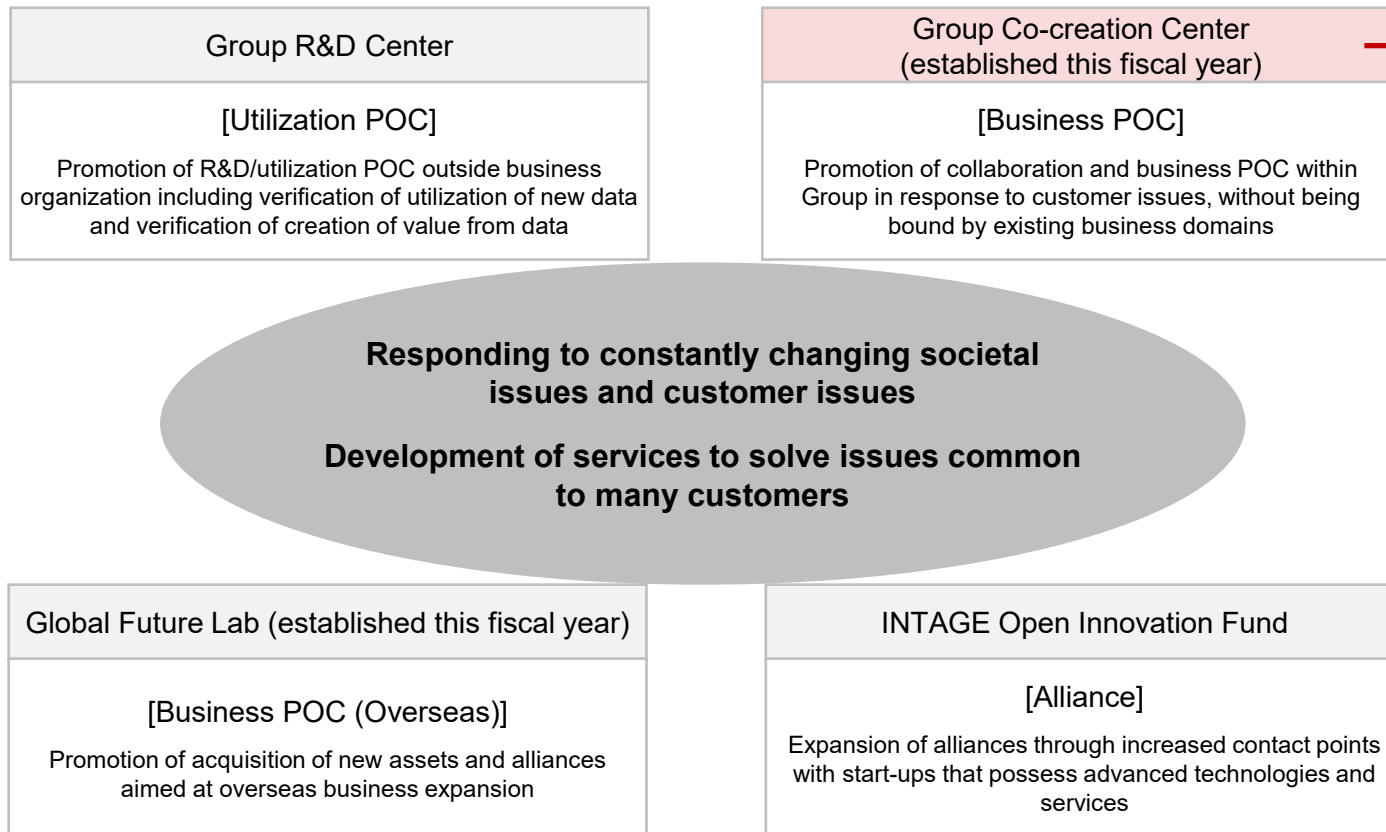 Group R&D Center
[Utilization POC]
Promotion of R&D/utilization POC outside business
organization including verification of utilization of new data
and verification of creation of value from data
Group Co-creation Center
(established this fiscal year)
[Business POC]
Promotion of collaboration and business POC within
Group in response to customer issues, without being
bound by existing business domains
Responding to constantly changing societal
issues and customer issues
Development of services to solve issues common
to many customers
Global Future Lab (established this fiscal year)
[Business POC (Overseas)]
Promotion of acquisition of new assets and alliances
aimed at overseas business expansion
INTAGE Open Innovation Fund
[Alliance]
Expansion of alliances through increased contact points
with start-ups that possess advanced technologies and
services